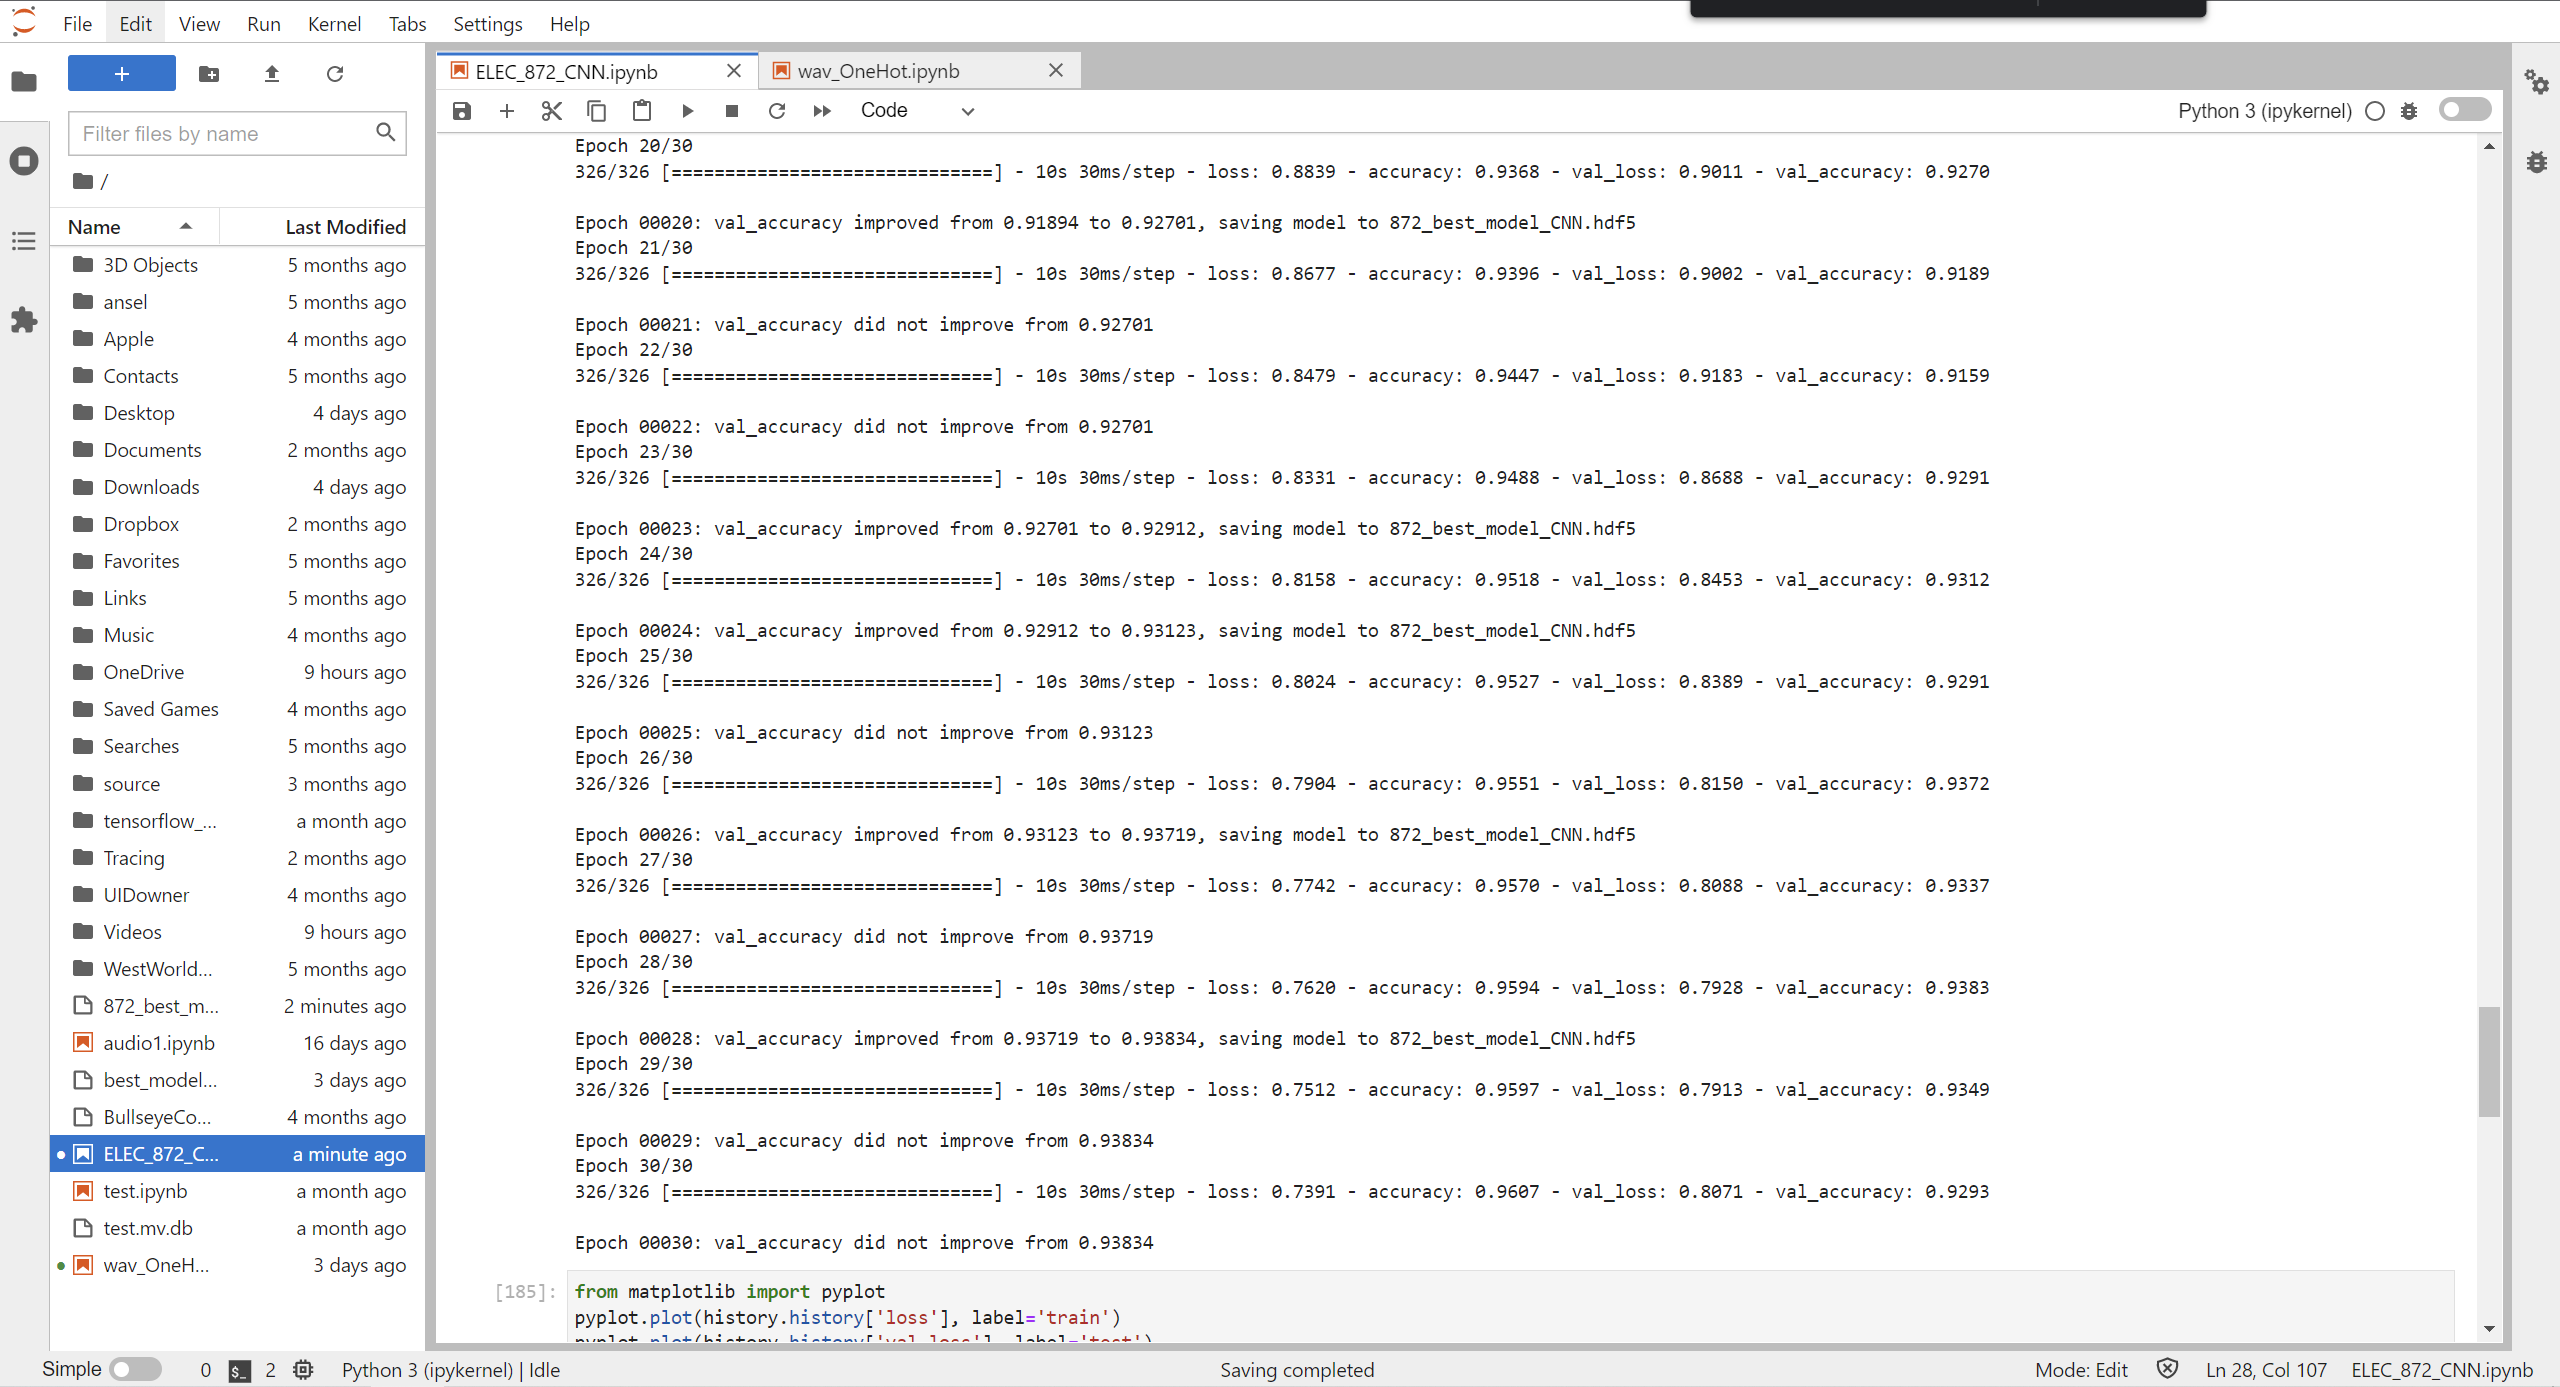 File Edit View Run Kernel Tabs Settings Help
Filter files by name
/
Name Last Modified
3D Objects 5 months ago
ansel 5 months ago
Apple 4 months ago
Contacts 5 months ago
Desktop 4 days ago
Documents 2 months ago
Downloads 4 days ago
Dropbox 2 months ago
Favorites 5 months ago
Links 5 months ago
Music 4 months ago
OneDrive 9 hours ago
Saved Games 4 months ago
Searches 5 months ago
source 3 months ago
tensorflow_... a month ago
Tracing 2 months ago
UIDowner 4 months ago
Videos 9 hours ago
WestWorld... 5 months ago
872_best_m... 2 minutes ago
audio1.ipynb 16 days ago
best_model... 3 days ago
BullseyeCo... 4 months ago
ELEC_872_C... a minute ago
test.ipynb a month ago
test.mv.db a month ago
wav_OneH... 3 days ago
ELEC_872_CNN.ipynb wav_OneHot.ipynb
Code Python 3 (ipykernel)
Epoch 20/30
326/326 [==============================] - 10s 30ms/step - loss: 0.8839 - accuracy: 0.9368 - val_loss: 0.9011 - val_accuracy: 0.9270
Epoch 00020: val_accuracy improved from 0.91894 to 0.92701, saving model to 872_best_model_CNN.hdf5
Epoch 21/30
326/326 [==============================] - 10s 30ms/step - loss: 0.8677 - accuracy: 0.9396 - val_loss: 0.9002 - val_accuracy: 0.9189
Epoch 00021: val_accuracy did not improve from 0.92701
Epoch 22/30
326/326 [==============================] - 10s 30ms/step - loss: 0.8479 - accuracy: 0.9447 - val_loss: 0.9183 - val_accuracy: 0.9159
Epoch 00022: val_accuracy did not improve from 0.92701
Epoch 23/30
326/326 [==============================] - 10s 30ms/step - loss: 0.8331 - accuracy: 0.9488 - val_loss: 0.8688 - val_accuracy: 0.9291
Epoch 00023: val_accuracy improved from 0.92701 to 0.92912, saving model to 872_best_model_CNN.hdf5
Epoch 24/30
326/326 [==============================] - 10s 30ms/step - loss: 0.8158 - accuracy: 0.9518 - val_loss: 0.8453 - val_accuracy: 0.9312
Epoch 00024: val_accuracy improved from 0.92912 to 0.93123, saving model to 872_best_model_CNN.hdf5
Epoch 25/30
326/326 [==============================] - 10s 30ms/step - loss: 0.8024 - accuracy: 0.9527 - val_loss: 0.8389 - val_accuracy: 0.9291
Epoch 00025: val_accuracy did not improve from 0.93123
Epoch 26/30
326/326 [==============================] - 10s 30ms/step - loss: 0.7904 - accuracy: 0.9551 - val_loss: 0.8150 - val_accuracy: 0.9372
Epoch 00026: val_accuracy improved from 0.93123 to 0.93719, saving model to 872_best_model_CNN.hdf5
Epoch 27/30
326/326 [==============================] - 10s 30ms/step - loss: 0.7742 - accuracy: 0.9570 - val_loss: 0.8088 - val_accuracy: 0.9337
Epoch 00027: val_accuracy did not improve from 0.93719
Epoch 28/30
326/326 [==============================] - 10s 30ms/step - loss: 0.7620 - accuracy: 0.9594 - val_loss: 0.7928 - val_accuracy: 0.9383
Epoch 00028: val_accuracy improved from 0.93719 to 0.93834, saving model to 872_best_model_CNN.hdf5
Epoch 29/30
326/326 [==============================] - 10s 30ms/step - loss: 0.7512 - accuracy: 0.9597 - val_loss: 0.7913 - val_accuracy: 0.9349
Epoch 00029: val_accuracy did not improve from 0.93834
Epoch 30/30
326/326 [==============================] - 10s 30ms/step - loss: 0.7391 - accuracy: 0.9607 - val_loss: 0.8071 - val_accuracy: 0.9293
Epoch 00030: val_accuracy did not improve from 0.93834
[185]: from matplotlib import pyplot
pyplot.plot(history.history['loss'], label='train')
pyplot.plot(history.history['val_loss'], label='test')
Simple 0 $_ 2 Python 3 (ipykernel) | Idle Saving completed Mode: Edit Ln 28, Col 107 ELEC_872_CNN.ipynb